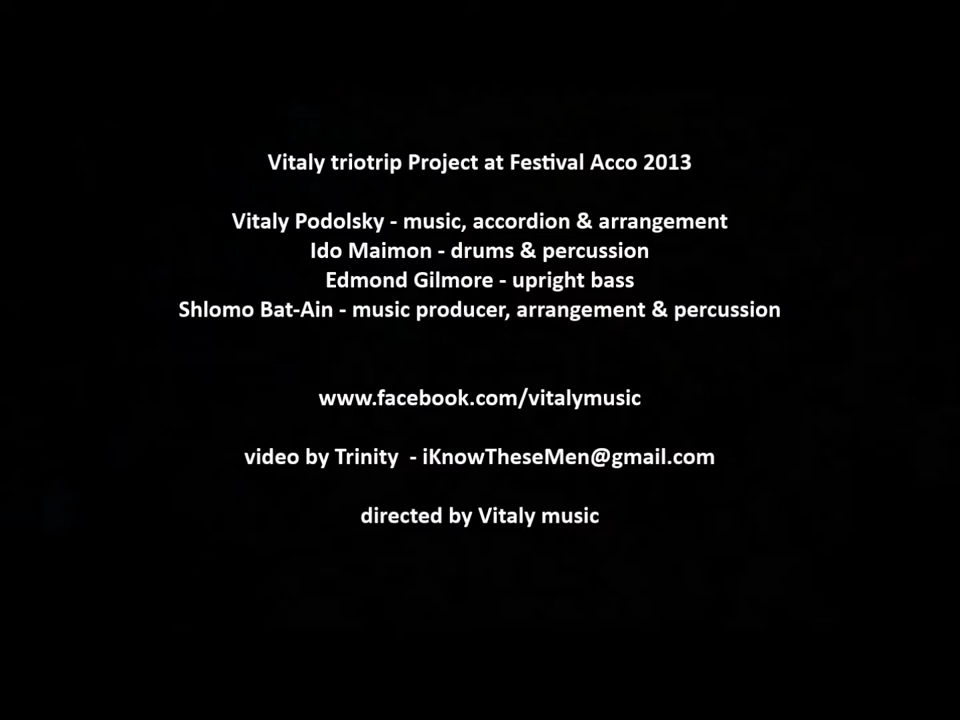 Vitaly triotrip Project at Festival Acco 2013
Vitaly Podolsky - music, accordion & arrangement
Ido Maimon - drums & percussion
Edmond Gilmore - upright bass
Shlomo Bat-Ain - music producer, arrangement & percussion
www.facebook.com/vitalymusic
video by Trinity  - iKnowTheseMen@gmail.com
directed by Vitaly music